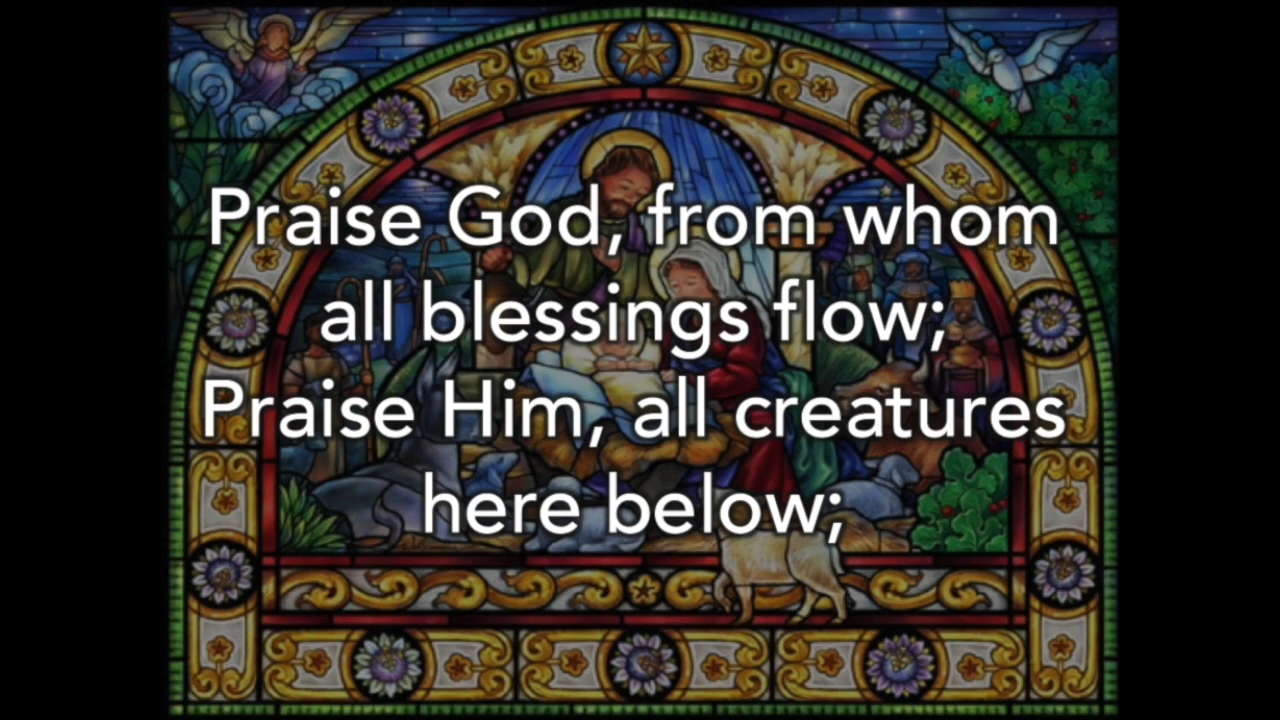 Praise God, from whom
all blessings flow;
Praise Him, all creatures
here below;